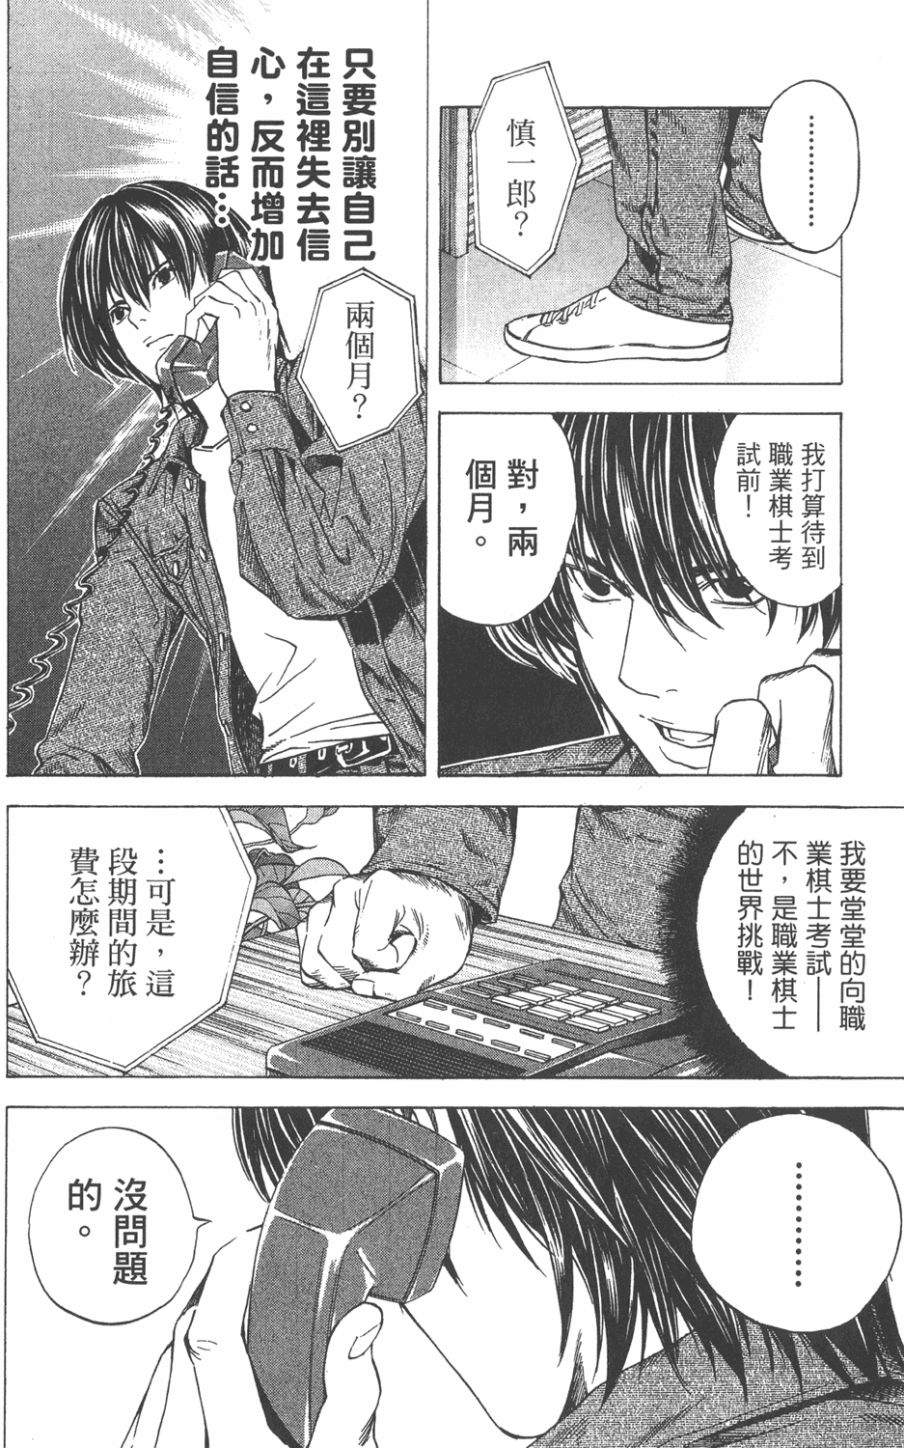 …………
慎一郎？
只要別讓自己
在這裡失去信
心，反而增加
自信的話…
兩個月？
我打算待到
職業棋士考
試前！
對，兩
個月。
我要堂堂的向職
業棋士考試——
不，是職業棋士
的世界挑戰！
…可是，這
段期間的旅
費怎麼辦？
…………
沒問題
的。